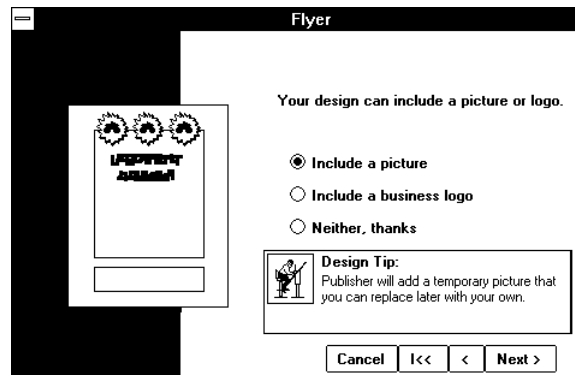 Flyer
Your design can include a picture or logo.
Include a picture
Include a business logo
Neither, thanks
Design Tip:
Publisher will add a temporary picture that
you can replace later with your own.
Cancel I<< < Next >